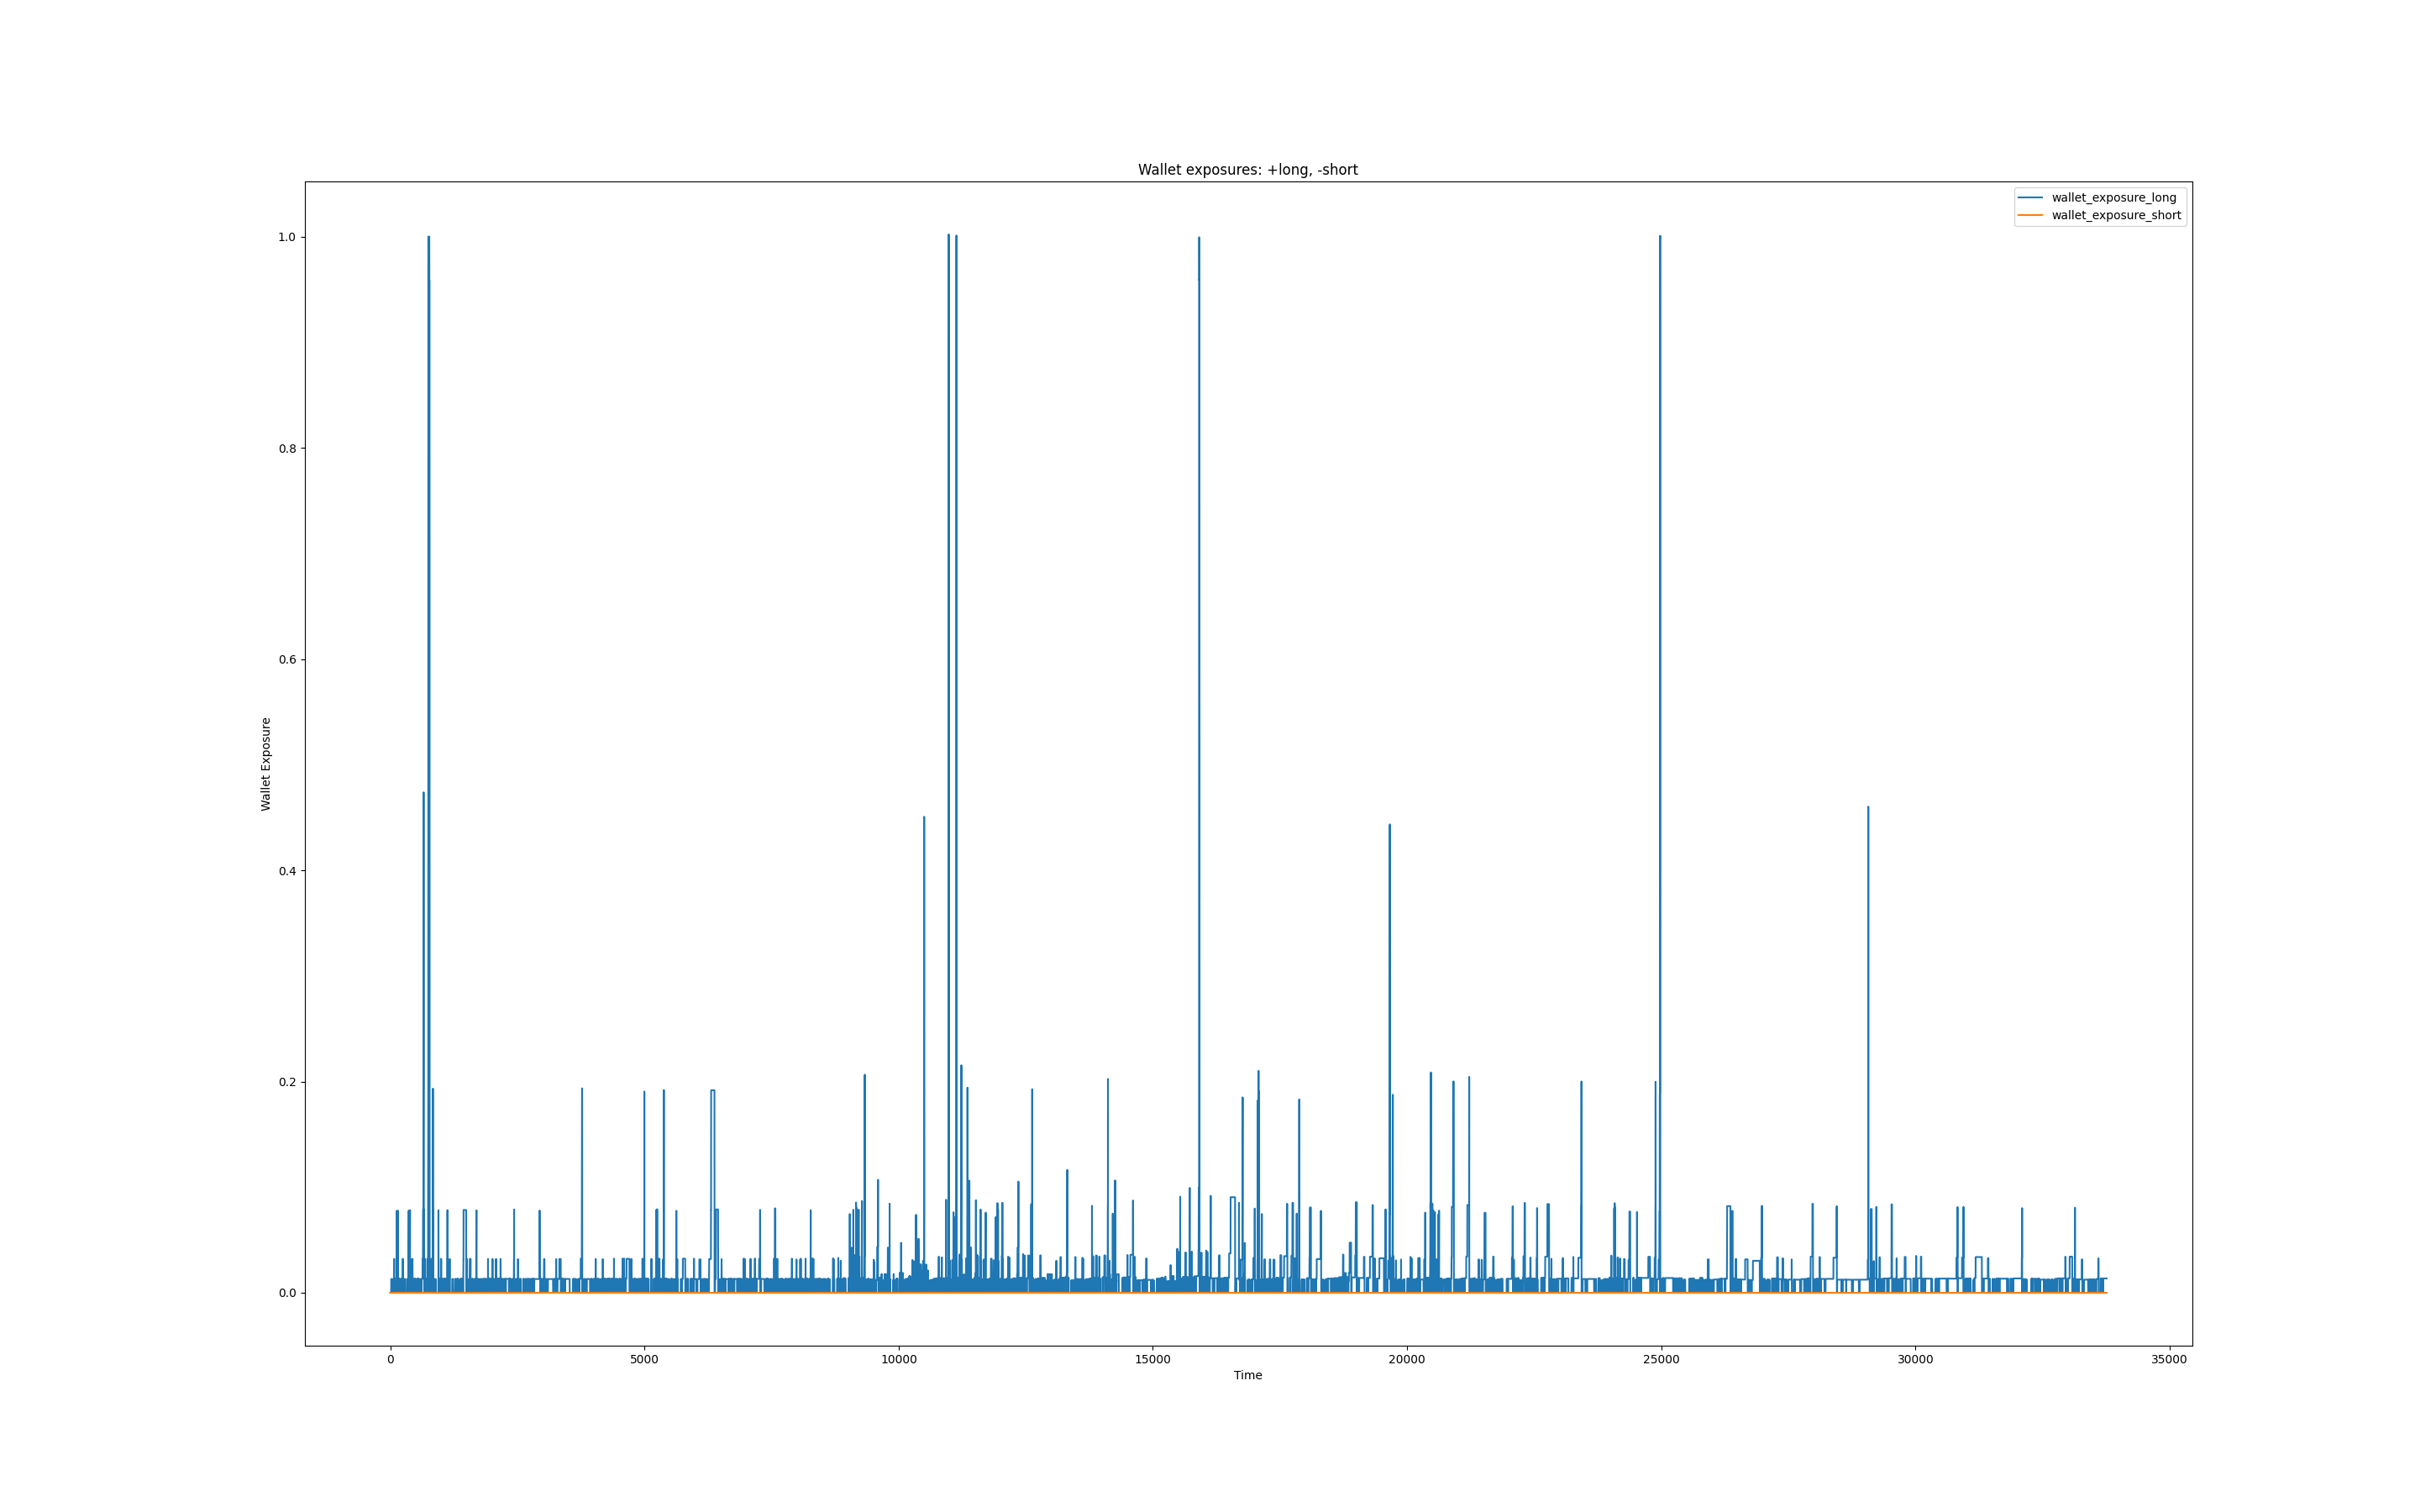 Wallet exposures: +long, -short
wallet_exposure_long
wallet_exposure_short
1.0
0.8
0.6
0.4
0.2
0.0
Wallet Exposure
0 5000 10000 15000 20000 25000 30000 35000
Time